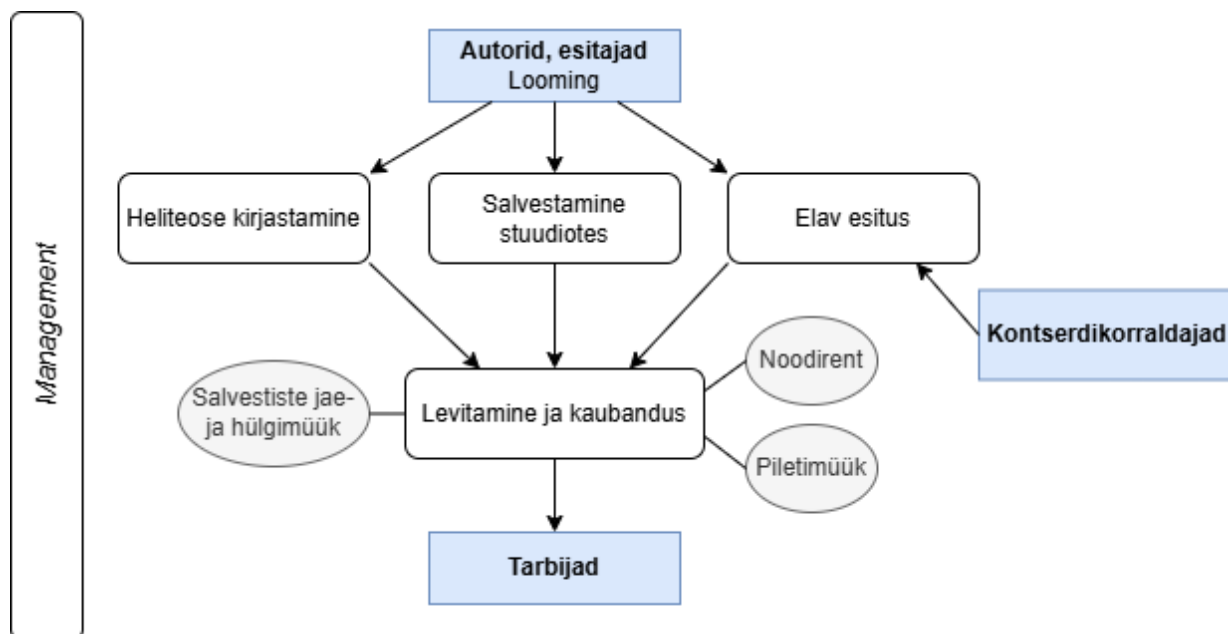 Management
Autorid, esitajad
Looming
Heliteose kirjastamine
Salvestamine
stuudiotes
Elav esitus
Kontserdikorraldajad
Noodirent
Salvestiste jae-
ja hülgimüük
Levitamine ja kaubandus
Piletimüük
Tarbijad